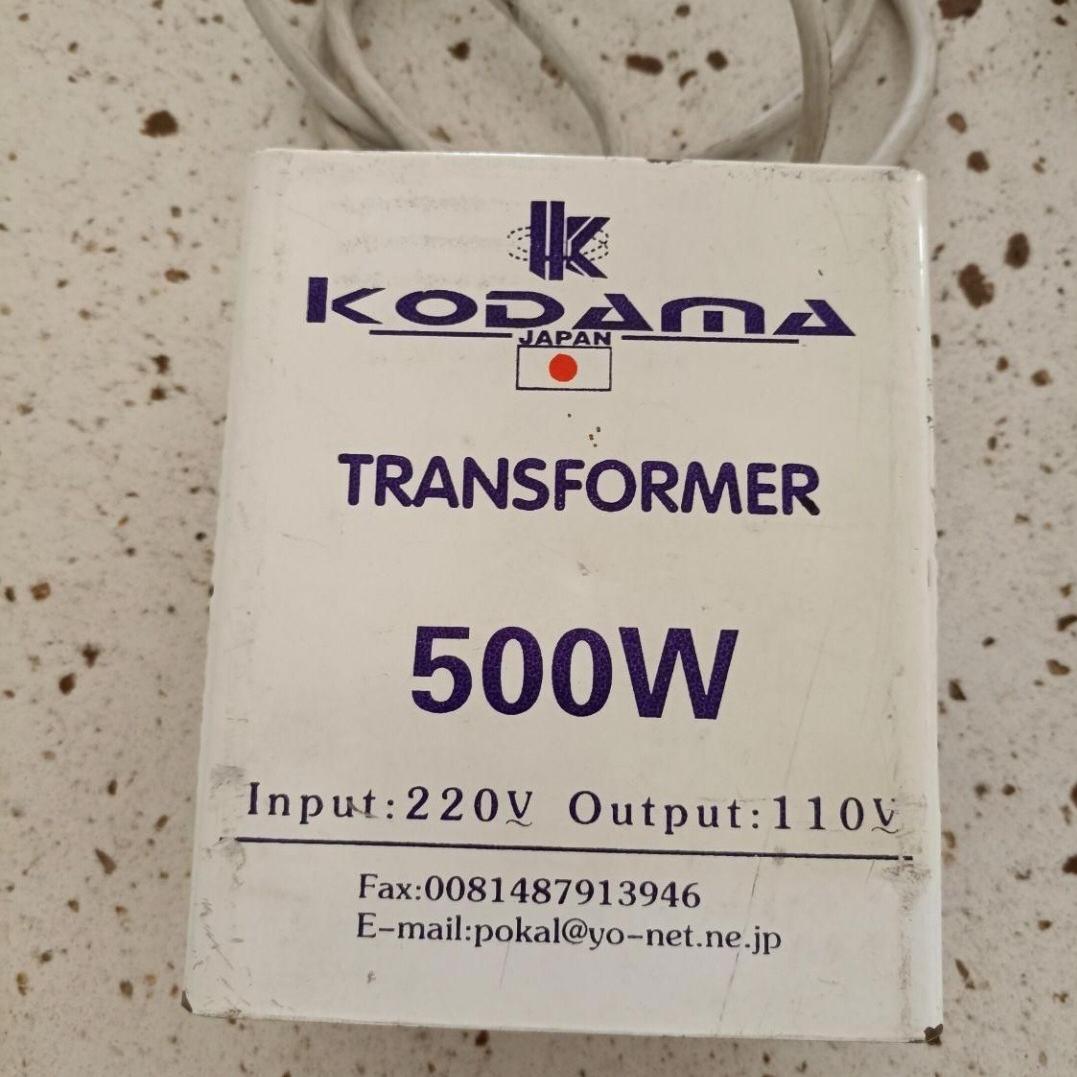 K
KODAMA
JAPAN
TRANSFORMER
500W
Input:220V Output:110V
Fax:0081487913946
E-mail:pokal@yo-net.ne.jp